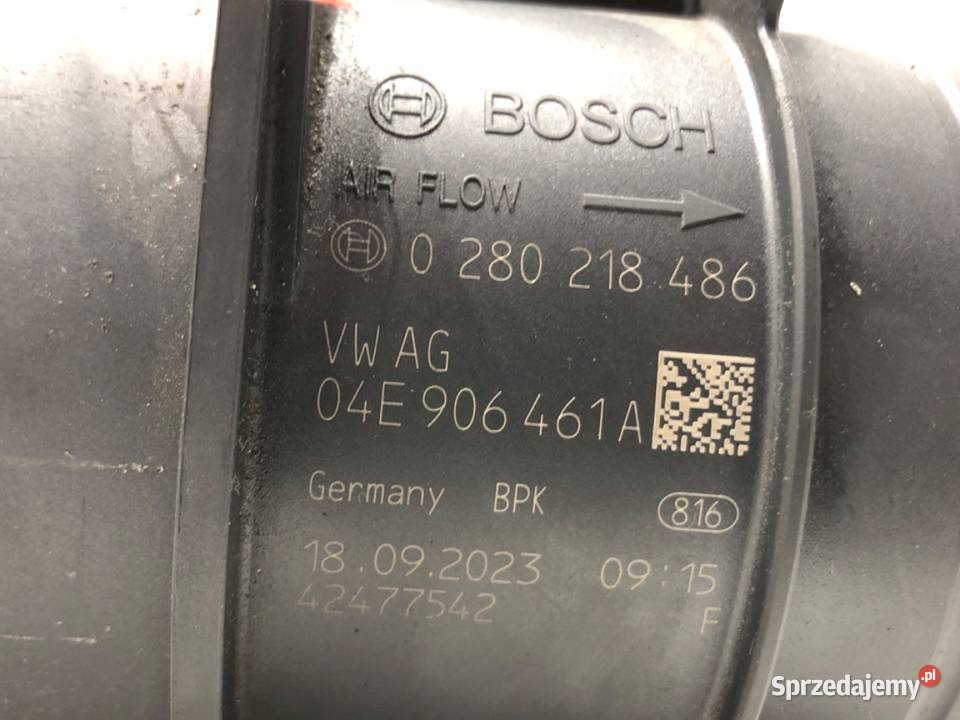 BOSCH
AIR FLOW
0 280 218 486
VW AG
04E 906 461 A
Germany BPK 816
18.09.2023 09:15
42477542 F
Sprzedajemy.pl